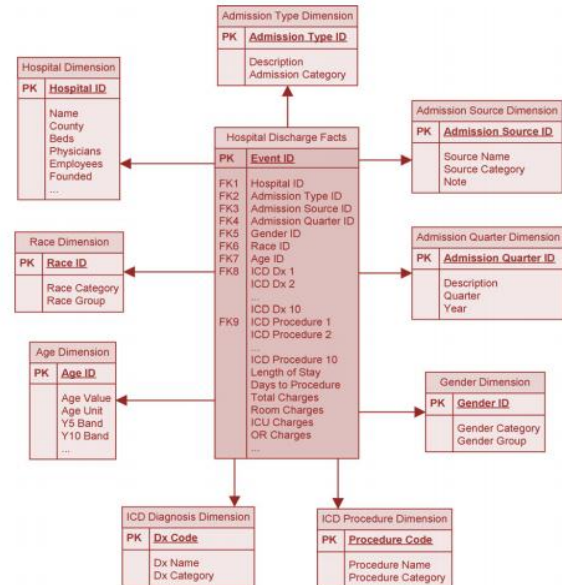 Admission Type Dimension
PK Admission Type ID
Description
Admission Category
Hospital Dimension
PK Hospital ID
Name
County
Beds
Physicians
Employees
Founded
...
Hospital Discharge Facts
PK Event ID
FK1 Hospital ID
FK2 Admission Type ID
FK3 Admission Source ID
FK4 Admission Quarter ID
FK5 Gender ID
FK6 Race ID
FK7 Age ID
FK8 ICD Dx 1
ICD Dx 2
...
ICD Dx 10
FK9 ICD Procedure 1
ICD Procedure 2
...
ICD Procedure 10
Length of Stay
Days to Procedure
Total Charges
Room Charges
ICU Charges
OR Charges
...
Admission Source Dimension
PK Admission Source ID
Source Name
Source Category
Note
Race Dimension
PK Race ID
Race Category
Race Group
Admission Quarter Dimension
PK Admission Quarter ID
Description
Quarter
Year
Age Dimension
PK Age ID
Age Value
Age Unit
Y5 Band
Y10 Band
...
Gender Dimension
PK Gender ID
Gender Category
Gender Group
ICD Diagnosis Dimension
PK Dx Code
Dx Name
Dx Category
ICD Procedure Dimension
PK Procedure Code
Procedure Name
Procedure Category